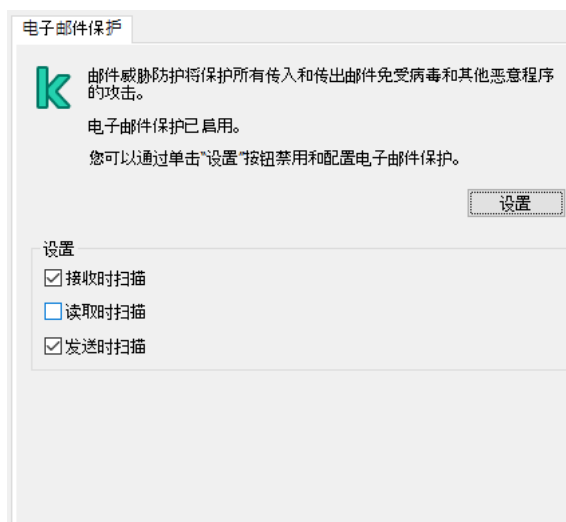 电子邮件保护
k
邮件威胁防护将保护所有传入和传出邮件免受病毒和其他恶意程序
的攻击。
电子邮件保护已启用。
您可以通过单击"设置"按钮禁用和配置电子邮件保护。
设置
设置
接收时扫描
读取时扫描
发送时扫描